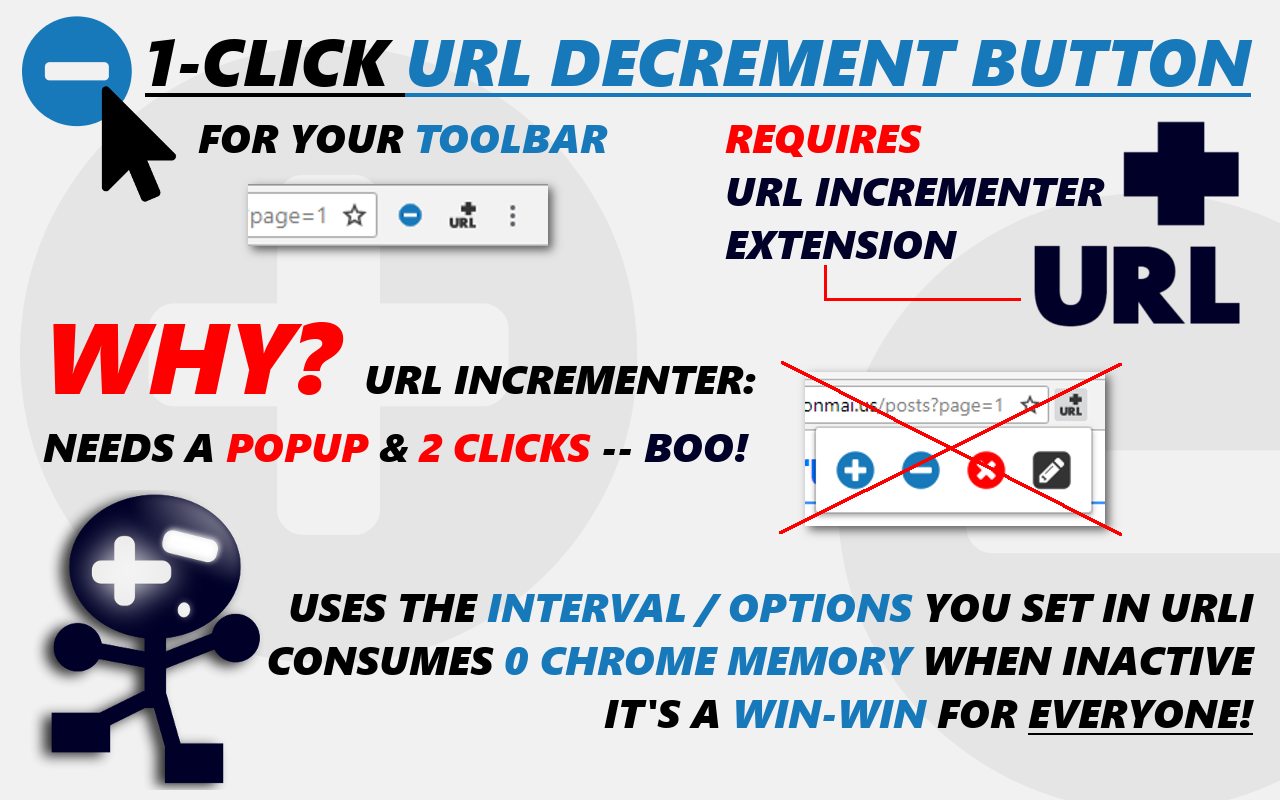 1-CLICK URL DECREMENT BUTTON
FOR YOUR TOOLBAR
page=1
URL
REQUIRES
URL INCREMENTER
EXTENSION
URL
WHY? URL INCREMENTER:
NEEDS A POPUP & 2 CLICKS -- BOO!
onmai.us/posts?page=1
URL
USES THE INTERVAL / OPTIONS YOU SET IN URLI
CONSUMES 0 CHROME MEMORY WHEN INACTIVE
IT'S A WIN-WIN FOR EVERYONE!